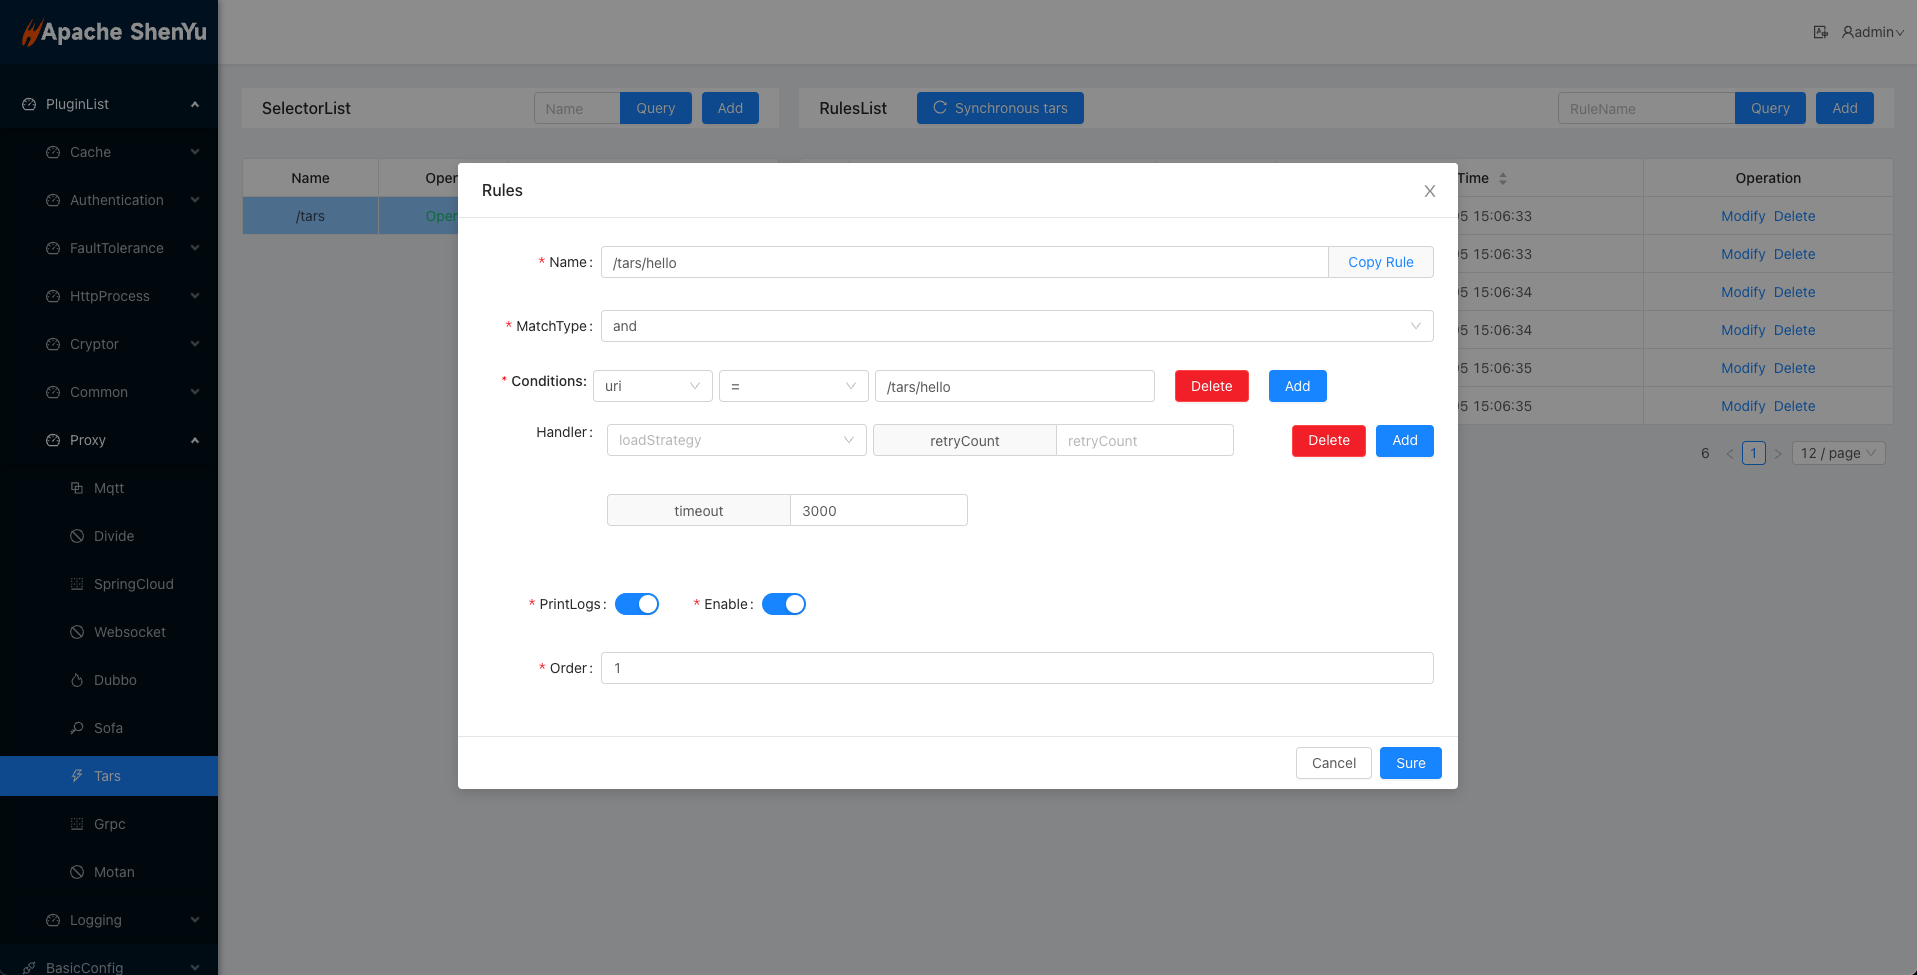 Apache ShenYu
admin
PluginList
Cache
Authentication
FaultTolerance
HttpProcess
Cryptor
Common
Proxy
Mqtt
Divide
SpringCloud
Websocket
Dubbo
Sofa
Tars
Grpc
Motan
Logging
BasicConfig
SelectorList
Name
Query
Add
RulesList
Synchronous tars
RuleName
Query
Add
Name
/tars
Time
Operation
5 15:06:33
Modify Delete
5 15:06:33
Modify Delete
5 15:06:34
Modify Delete
5 15:06:34
Modify Delete
5 15:06:35
Modify Delete
5 15:06:35
Modify Delete
6 < 1 > 12 / page
Rules
* Name:
/tars/hello
Copy Rule
* MatchType:
and
* Conditions:
uri
=
/tars/hello
Delete
Add
Handler:
loadStrategy
retryCount
retryCount
Delete
Add
timeout
3000
* PrintLogs:
* Enable:
* Order:
1
Cancel
Sure